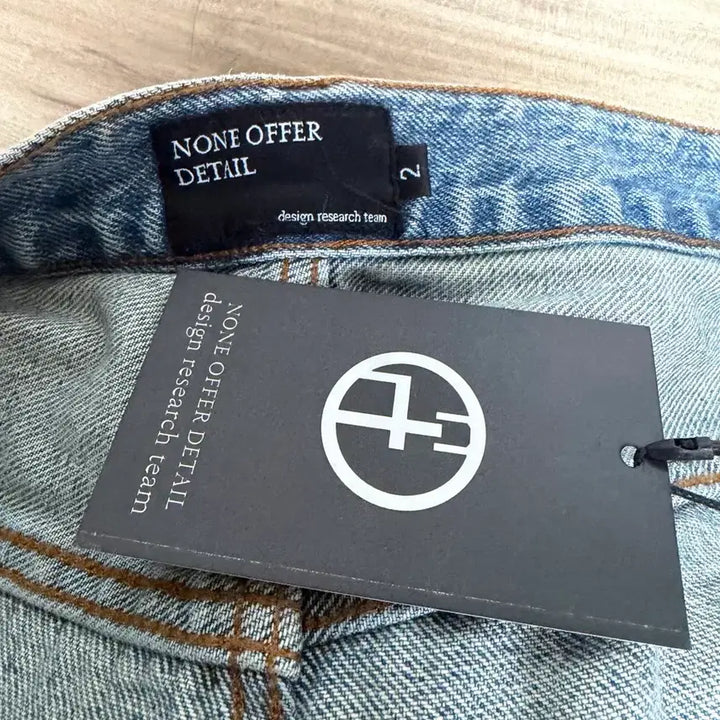 NONE OFFER
DETAIL
design research team
2
NONE OFFER DETAIL
design research team